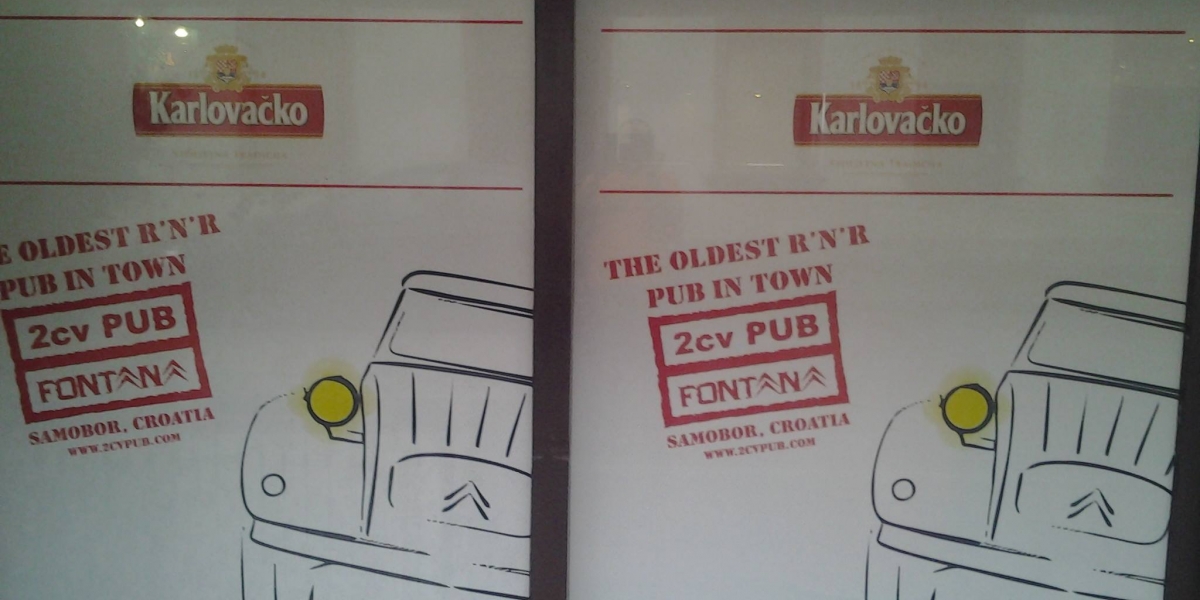 Karlovačko
E OLDEST R'N'R
PUB IN TOWN
2cv PUB
FONTANA
SAMOBOR, CROATIA
WWW.2CVPUB.COM
Karlovačko
THE OLDEST R'N'R
PUB IN TOWN
2cv PUB
FONTANA
SAMOBOR, CROATIA
WWW.2CVPUB.COM